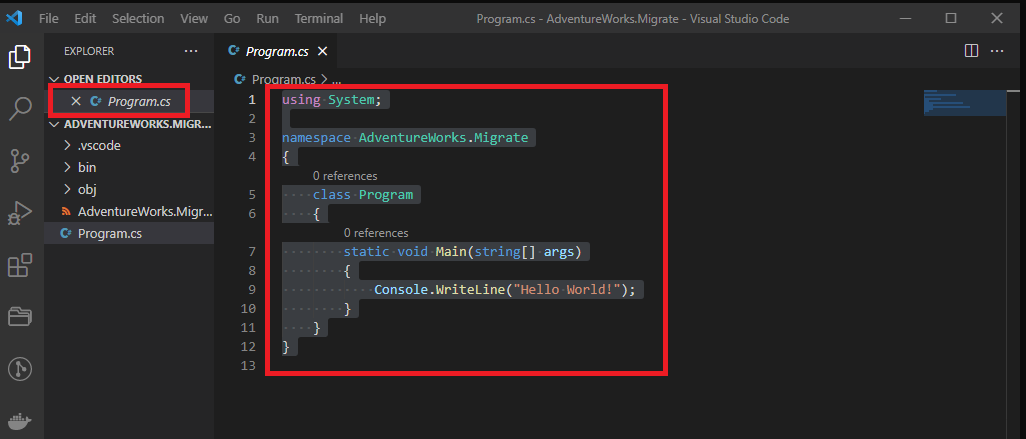 File Edit Selection View Go Run Terminal Help Program.cs - AdventureWorks.Migrate - Visual Studio Code
EXPLORER
OPEN EDITORS
C# Program.cs
ADVENTUREWORKS.MIGR...
.vscode
bin
obj
AdventureWorks.Migr...
C# Program.cs
C# Program.cs
C# Program.cs > ...
1 using System;
2
3 namespace AdventureWorks.Migrate
4 {
0 references
5 class Program
6 {
0 references
7 static void Main(string[] args)
8 {
9 Console.WriteLine("Hello World!");
10 }
11 }
12 }
13